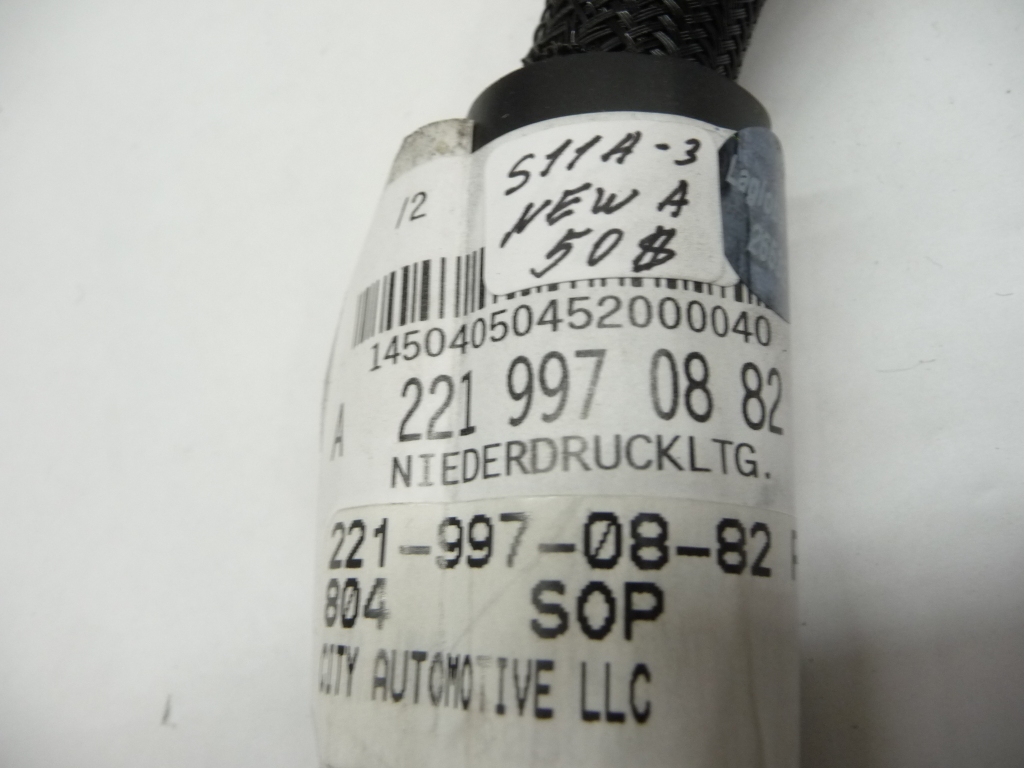 S11A-3
NEW A
50$
12
14504050452000040
A 221 997 08 82
NIEDERDRUCKLTG.
221-997-08-82
804 SOP
CITY AUTOMOTIVE LLC